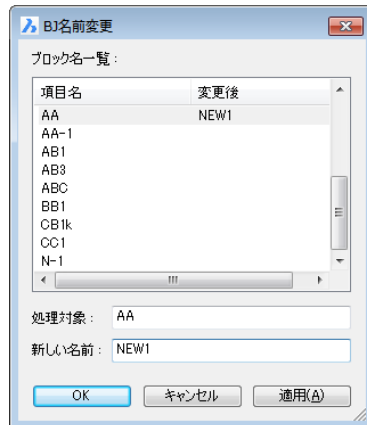 BJ名前変更
ブロック名一覧：
項目名 変更後
AA NEW1
AA-1
AB1
AB3
ABC
BB1
CB1k
CC1
N-1
処理対象： AA
新しい名前： NEW1
OK キャンセル 適用(A)